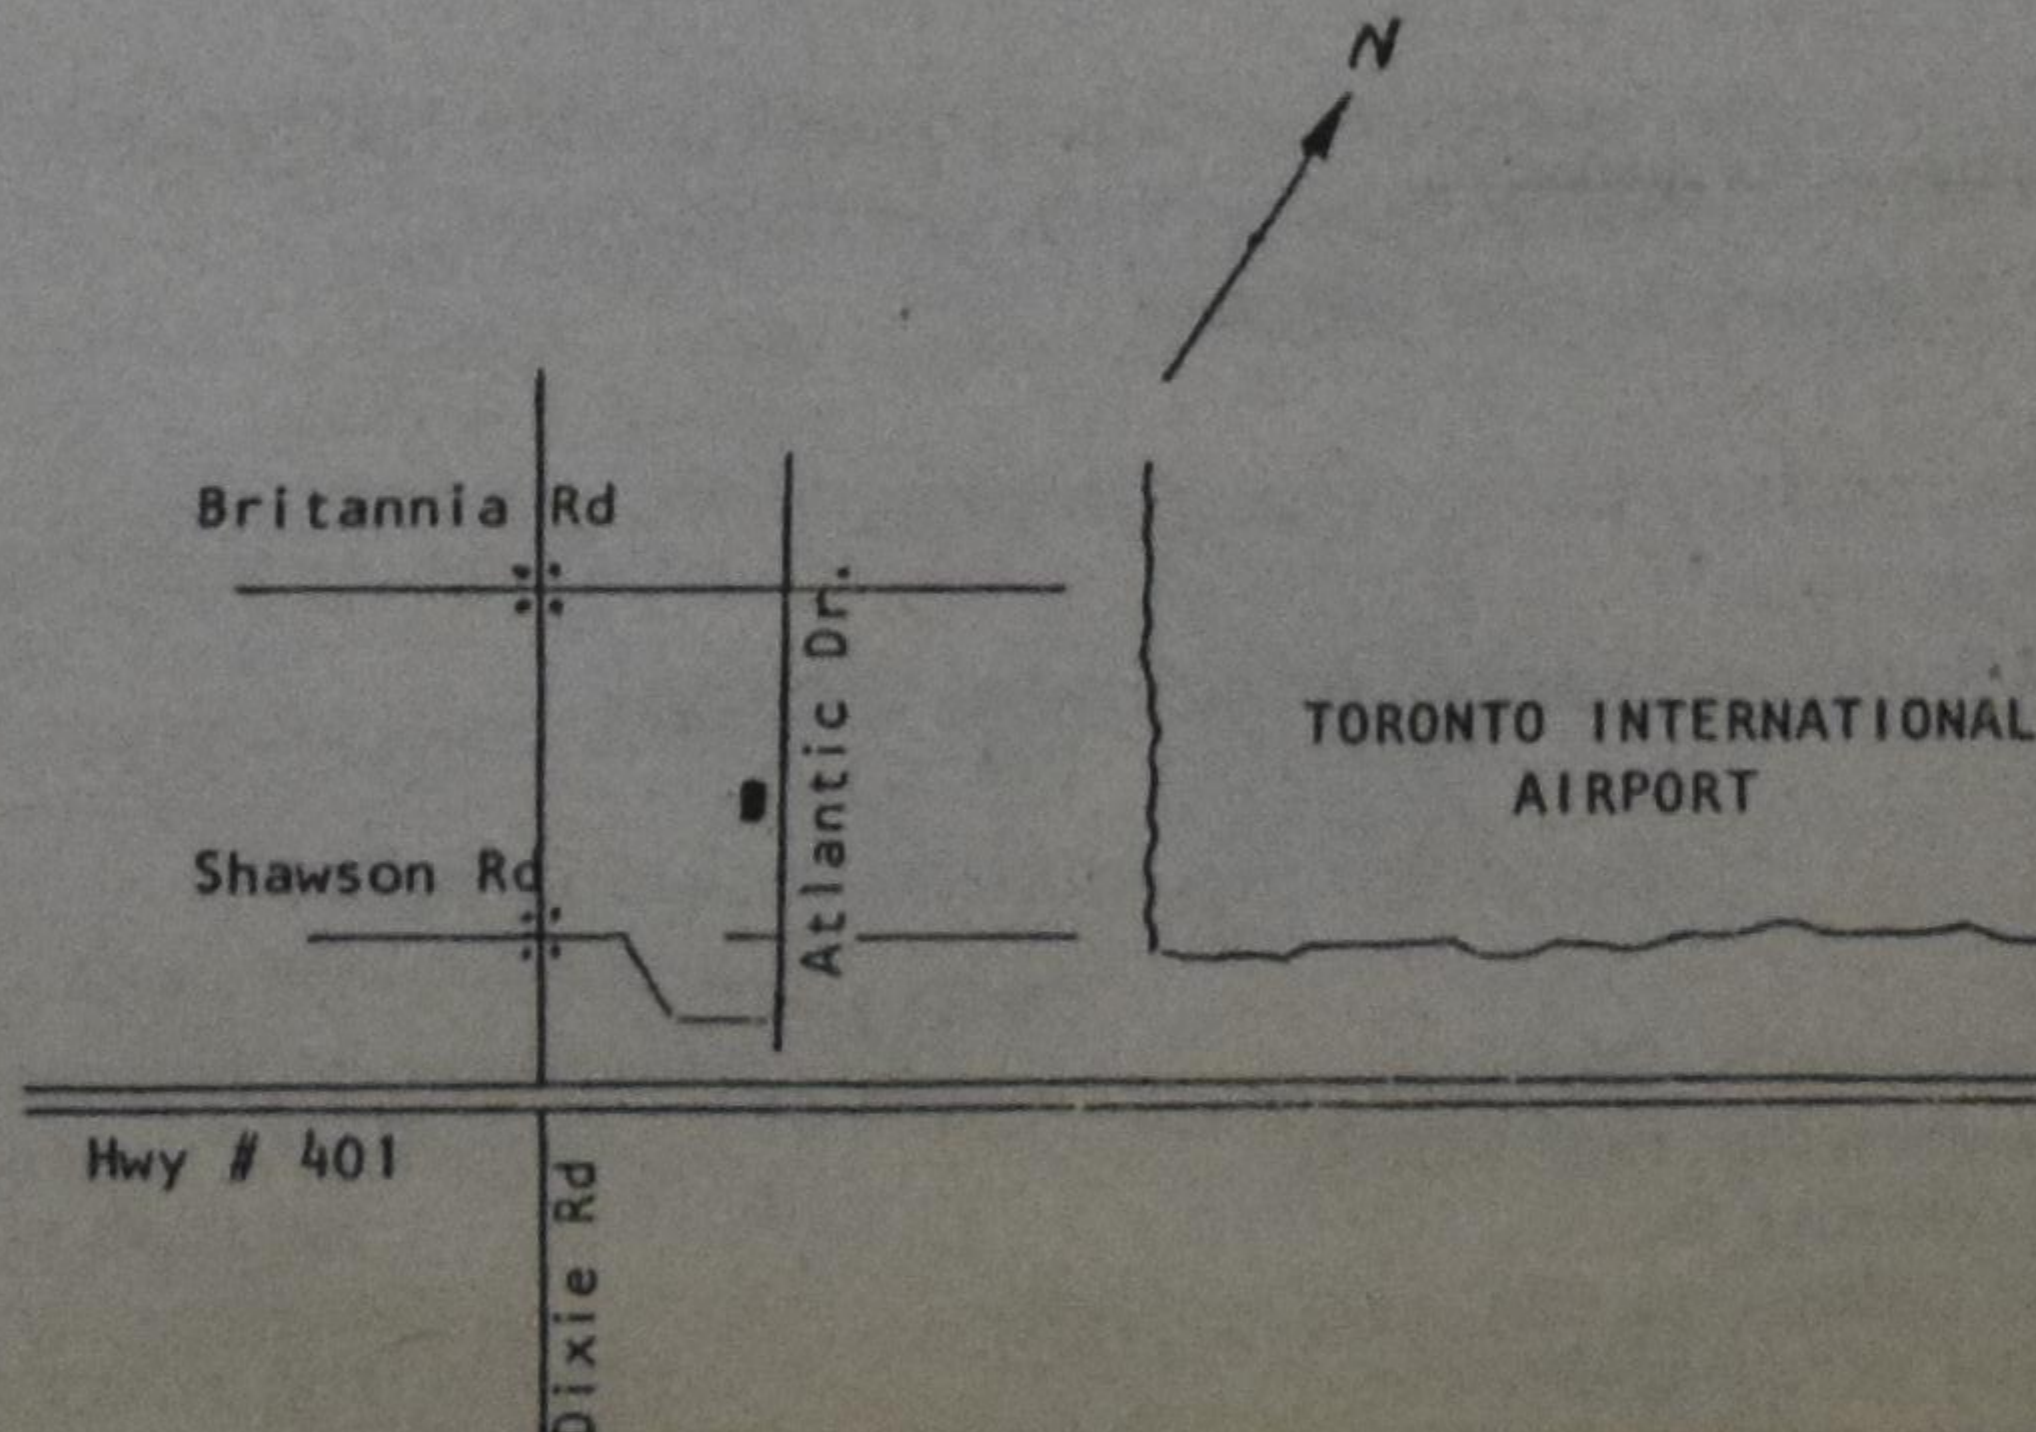 N
Britannia Rd
Atlantic Dr.
TORONTO INTERNATIONAL
AIRPORT
Shawson Rd
Hwy # 401
Dixie Rd